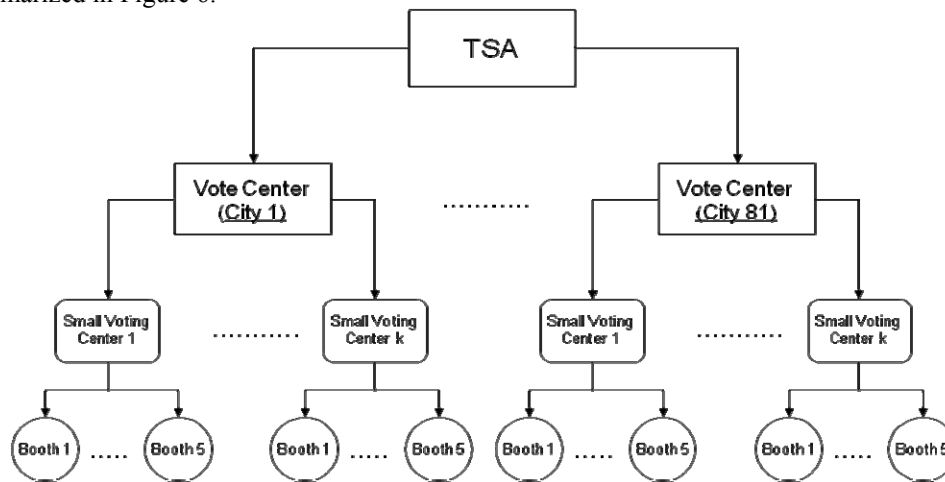 marized in Figure 6.
TSA
Vote Center
(City 1)
..........
Vote Center
(City 81)
Small Voting
Center 1
..........
Small Voting
Center k
Small Voting
Center 1
..........
Small Voting
Center k
Booth 1
.....
Booth 5
Booth 1
.....
Booth 5
Booth 1
.....
Booth 5
Booth 1
.....
Booth 5